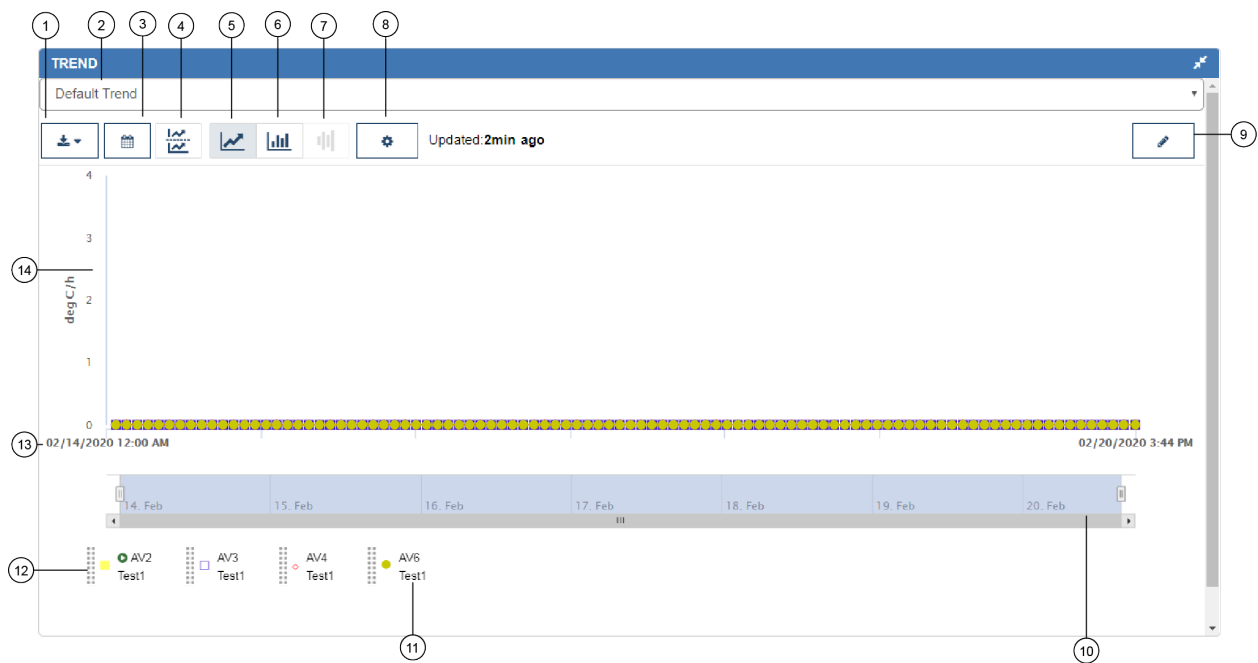 1 2 3 4 5 6 7 8
TREND
Default Trend
Updated:2min ago
9
4
3
14
degC/h
2
1
0
13
02/14/2020 12:00 AM 02/20/2020 3:44 PM
14. Feb 15. Feb 16. Feb 17. Feb 18. Feb 19. Feb 20. Feb
12
AV2 AV3 AV4 AV6
Test1 Test1 Test1 Test1
11 10